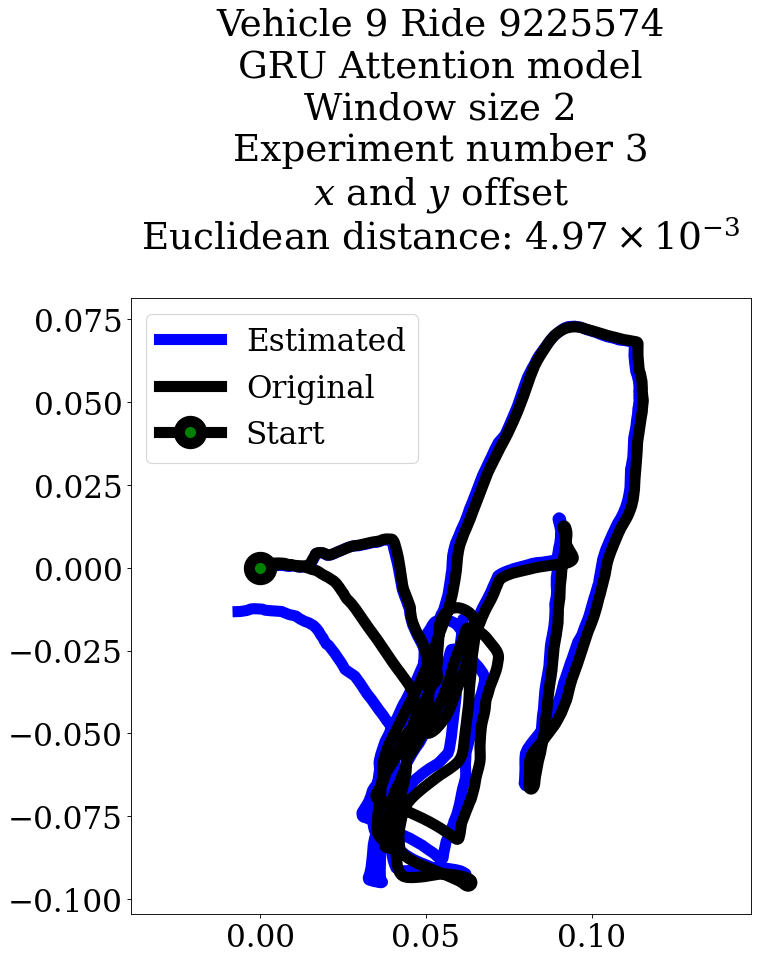 Vehicle 9 Ride 9225574
GRU Attention model
Window size 2
Experiment number 3
x and y offset
Euclidean distance: 4.97 × 10⁻³
Estimated
Original
Start
0.075
0.050
0.025
0.000
−0.025
−0.050
−0.075
−0.100
0.00 0.05 0.10